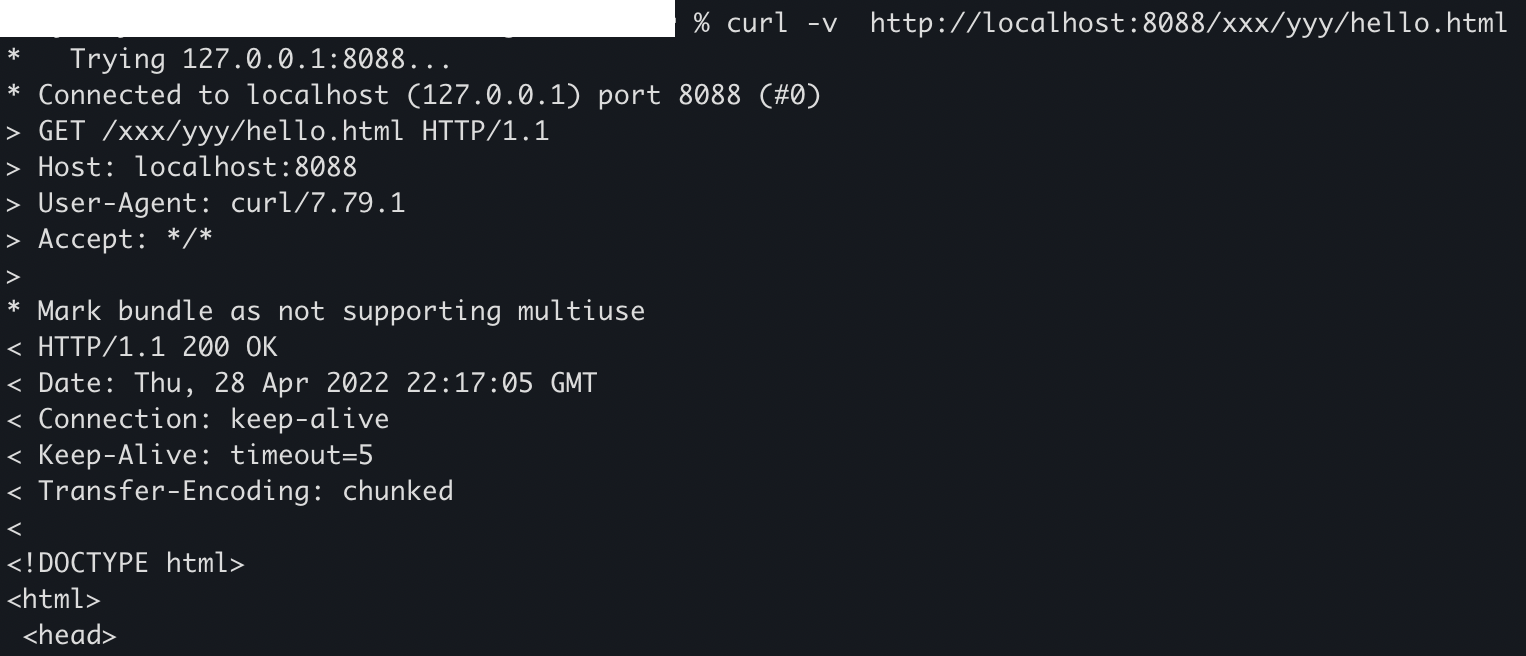 % curl -v  http://localhost:8088/xxx/yyy/hello.html
*   Trying 127.0.0.1:8088...
* Connected to localhost (127.0.0.1) port 8088 (#0)
> GET /xxx/yyy/hello.html HTTP/1.1
> Host: localhost:8088
> User-Agent: curl/7.79.1
> Accept: */*
>
* Mark bundle as not supporting multiuse
< HTTP/1.1 200 OK
< Date: Thu, 28 Apr 2022 22:17:05 GMT
< Connection: keep-alive
< Keep-Alive: timeout=5
< Transfer-Encoding: chunked
<
<!DOCTYPE html>
<html>
 <head>